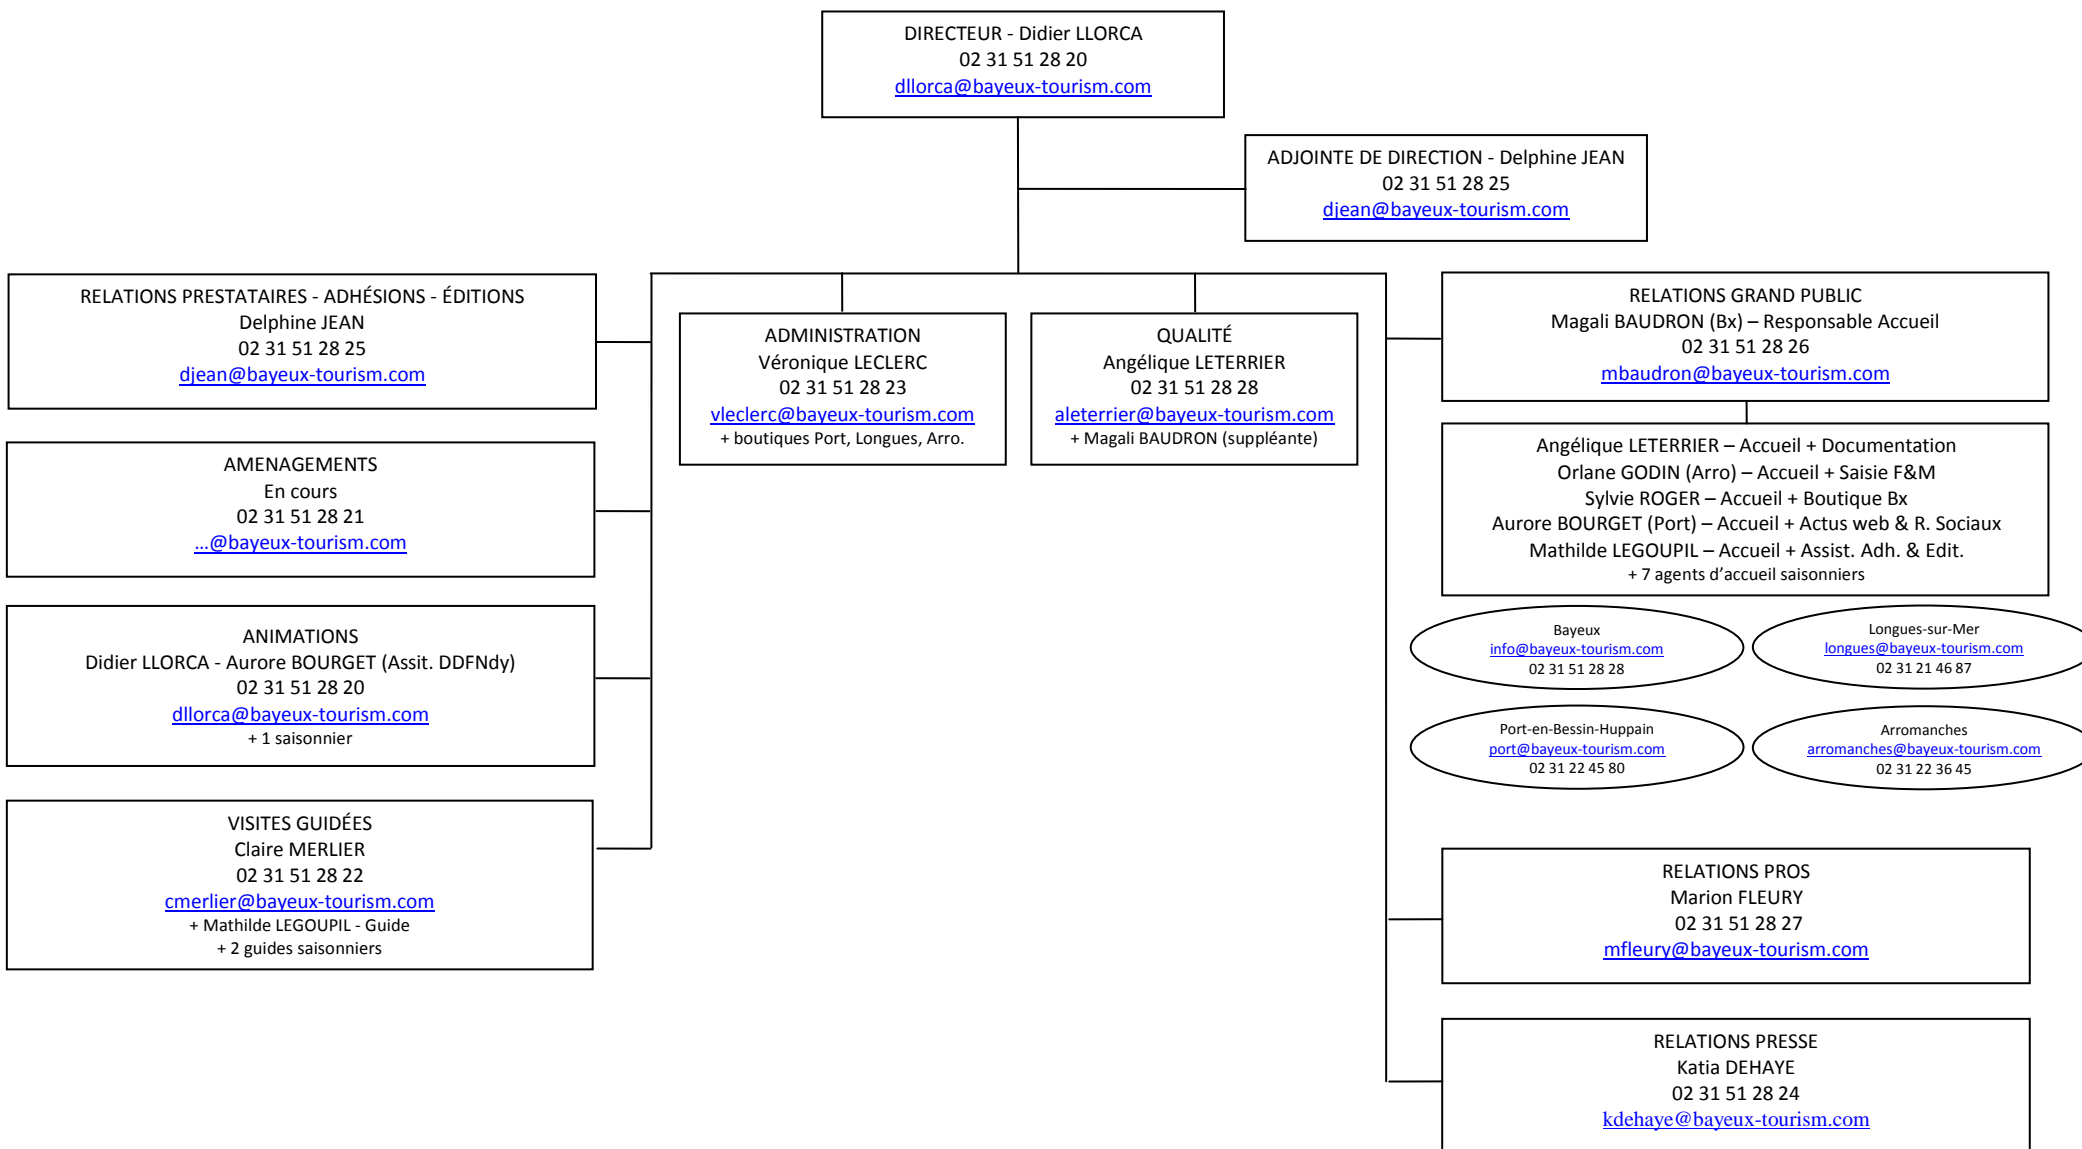 DIRECTEUR - Didier LLORCA
02 31 51 28 20
dllorca@bayeux-tourism.com
ADJOINTE DE DIRECTION - Delphine JEAN
02 31 51 28 25
djean@bayeux-tourism.com
RELATIONS PRESTATAIRES - ADHÉSIONS - ÉDITIONS
Delphine JEAN
02 31 51 28 25
djean@bayeux-tourism.com
ADMINISTRATION
Véronique LECLERC
02 31 51 28 23
vleclerc@bayeux-tourism.com
+ boutiques Port, Longues, Arro.
QUALITÉ
Angélique LETERRIER
02 31 51 28 28
aleterrier@bayeux-tourism.com
+ Magali BAUDRON (suppléante)
RELATIONS GRAND PUBLIC
Magali BAUDRON (Bx) – Responsable Accueil
02 31 51 28 26
mbaudron@bayeux-tourism.com
Angélique LETERRIER – Accueil + Documentation
Orlane GODIN (Arro) – Accueil + Saisie F&M
Sylvie ROGER – Accueil + Boutique Bx
Aurore BOURGET (Port) – Accueil + Actus web & R. Sociaux
Mathilde LEGOUPIL – Accueil + Assist. Adh. & Edit.
+ 7 agents d’accueil saisonniers
AMENAGEMENTS
En cours
02 31 51 28 21
…@bayeux-tourism.com
ANIMATIONS
Didier LLORCA - Aurore BOURGET (Assit. DDFNdy)
02 31 51 28 20
dllorca@bayeux-tourism.com
+ 1 saisonnier
VISITES GUIDÉES
Claire MERLIER
02 31 51 28 22
cmerlier@bayeux-tourism.com
+ Mathilde LEGOUPIL - Guide
+ 2 guides saisonniers
Bayeux
info@bayeux-tourism.com
02 31 51 28 28
Longues-sur-Mer
longues@bayeux-tourism.com
02 31 21 46 87
Port-en-Bessin-Huppain
port@bayeux-tourism.com
02 31 22 45 80
Arromanches
arromanches@bayeux-tourism.com
02 31 22 36 45
RELATIONS PROS
Marion FLEURY
02 31 51 28 27
mfleury@bayeux-tourism.com
RELATIONS PRESSE
Katia DEHAYE
02 31 51 28 24
kdehaye@bayeux-tourism.com